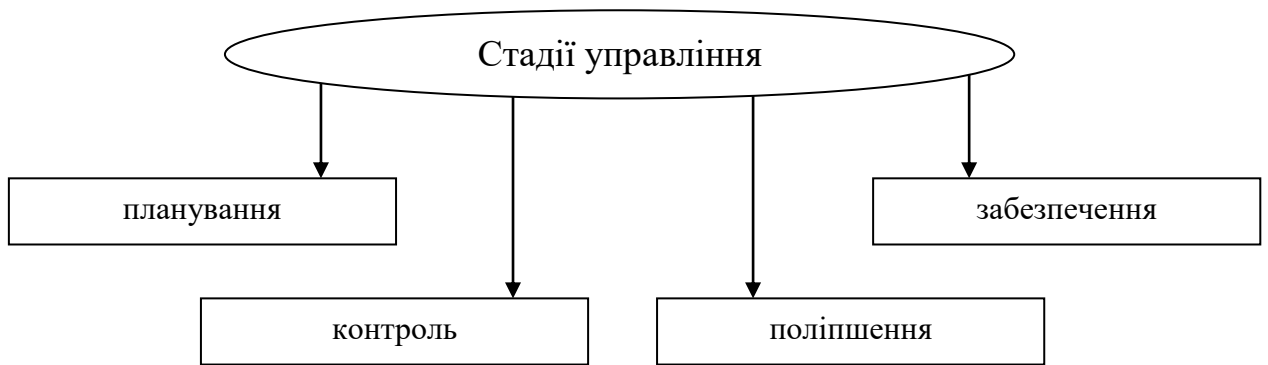 Стадії управління
планування
забезпечення
контроль
поліпшення